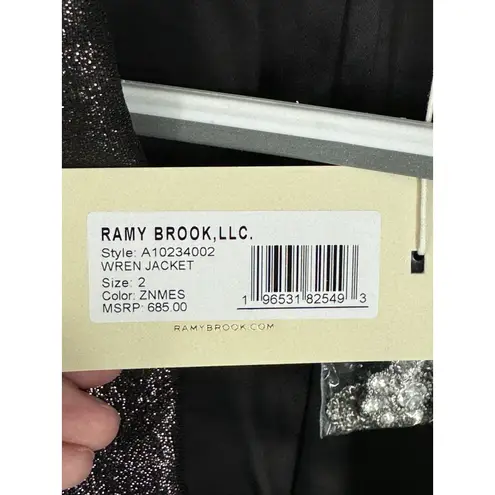 RAMY BROOK,LLC.
Style: A10234002
WREN JACKET
Size: 2
Color: ZNMES
MSRP: 685.00
1 96531 82549 3
RAMYBROOK.COM